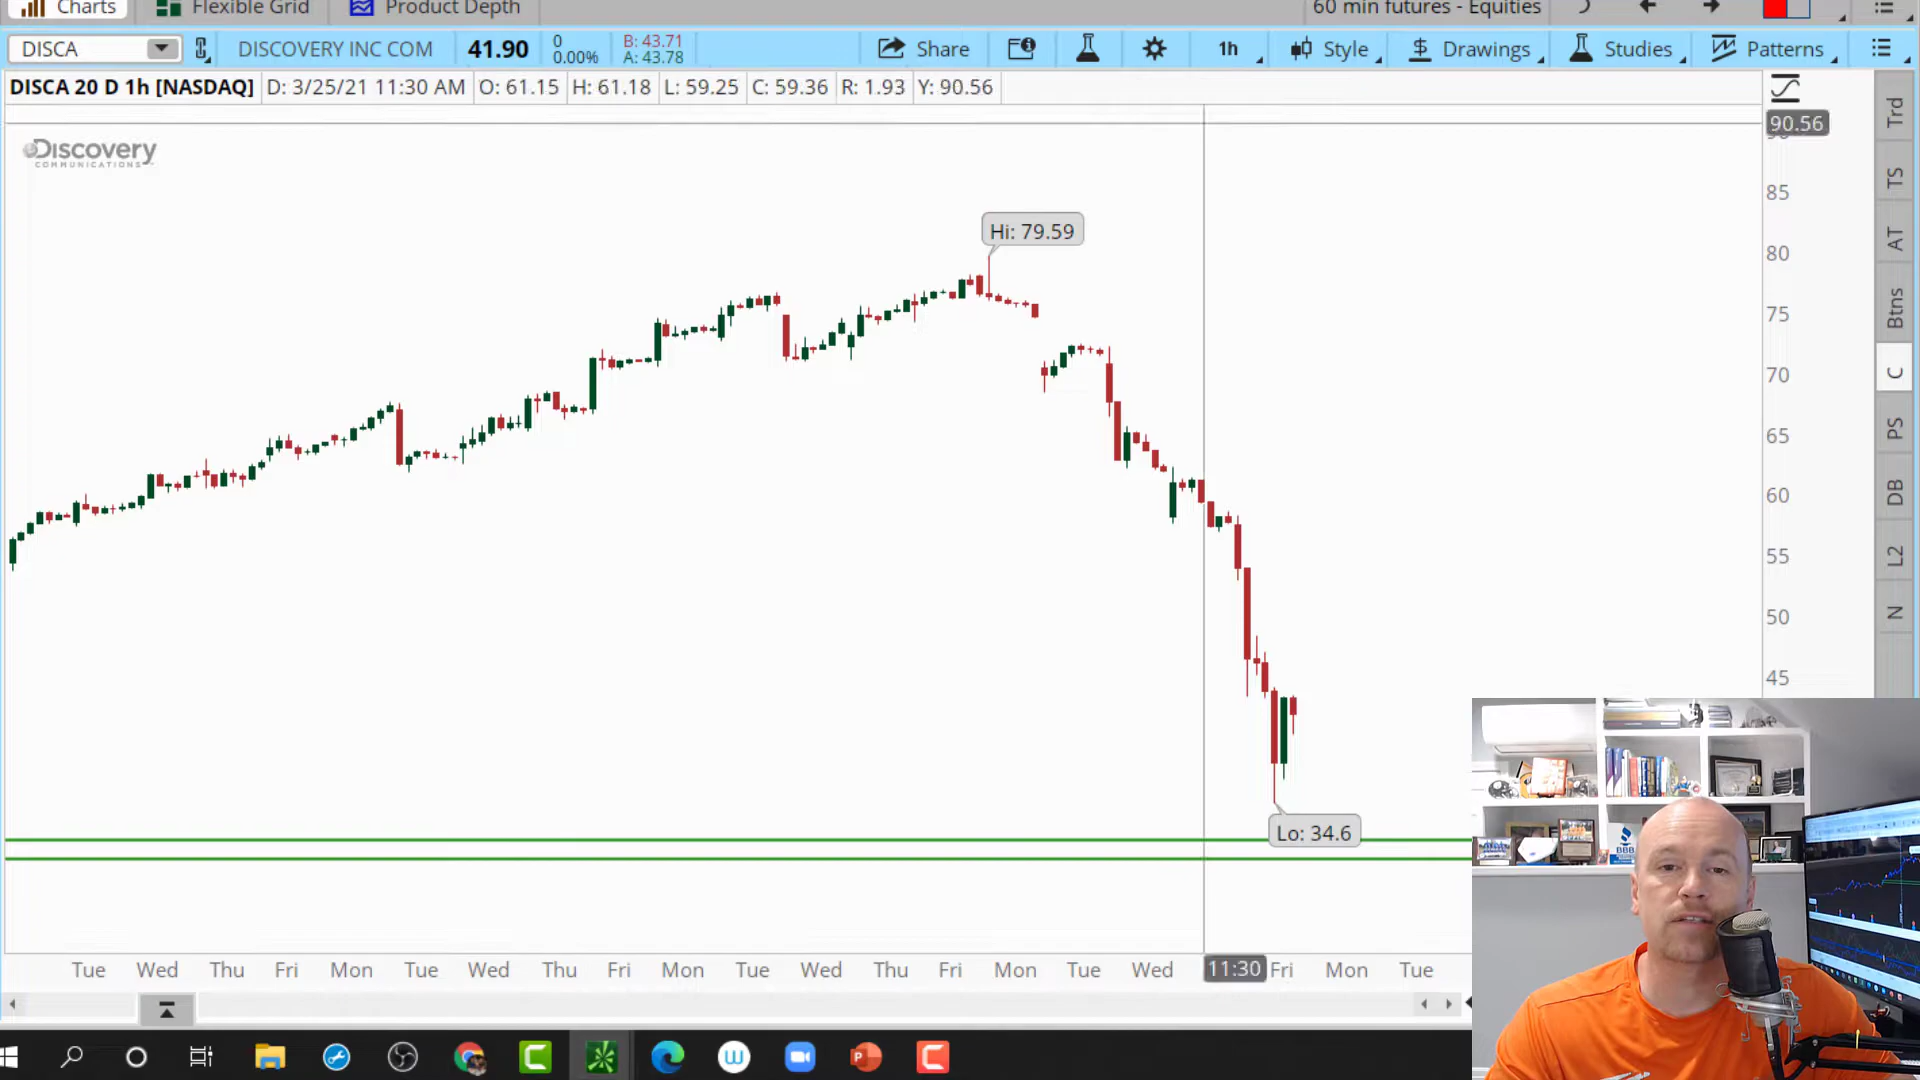 Charts Flexible Grid Product Depth 60 min futures - Equities
DISCA DISCOVERY INC COM 41.90 0 0.00% B: 43.71 A: 43.78 Share 1h Style Drawings Studies Patterns
DISCA 20 D 1h [NASDAQ] D: 3/25/21 11:30 AM O: 61.15 H: 61.18 L: 59.25 C: 59.36 R: 1.93 Y: 90.56
90.56
Discovery
COMMUNICATIONS
85
Hi: 79.59
80
75
70
65
60
55
50
45
Lo: 34.6
Trd
TS
AT
Btns
C
PS
DB
L2
N
BBB
Tue Wed Thu Fri Mon Tue Wed Thu Fri Mon Tue Wed Thu Fri Mon Tue Wed 11:30 Fri Mon Tue